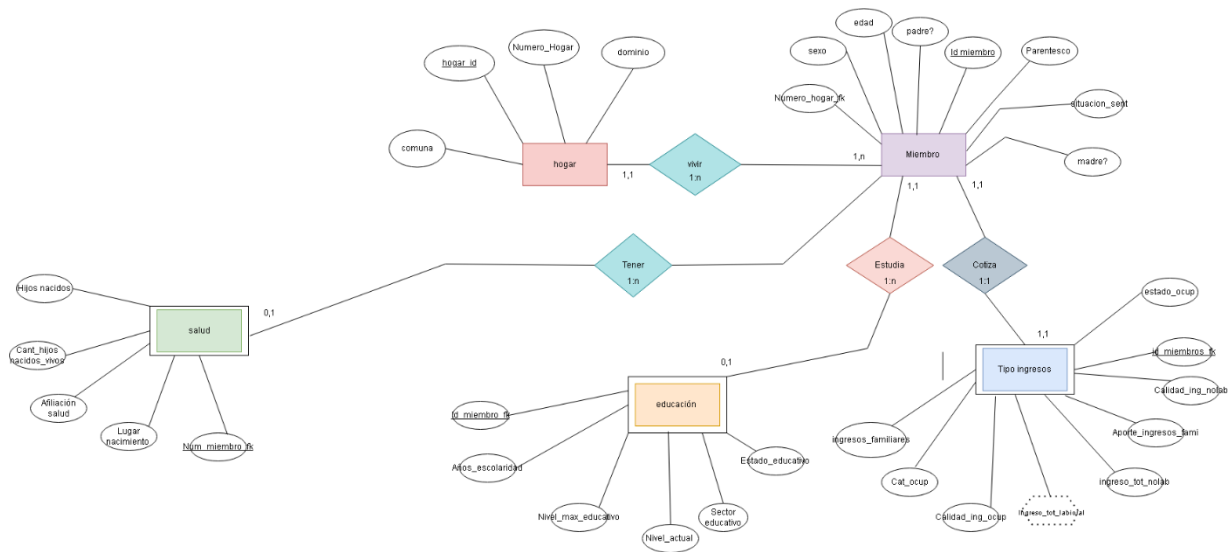 edad
padre?
Numero_Hogar
sexo
Id miembro
Parentesco
hogar_id
dominio
Numero_hogar_fk
situacion_sent
comuna
hogar
1,1
vivir
1:n
1,n
Miembro
madre?
1,1
1,1
Tener
1:n
Estudia
1:n
Cotiza
1:1
Hijos nacidos
0,1
salud
estado_ocup
Cant_hijos
nacidos_vivos
0,1
1,1
Tipo ingresos
id_miembros_fk
Calidad_ing_nolab
Afiliación
salud
Lugar
nacimiento
Num_miembro_fk
Id_miembro_fk
educación
ingresos_familiares
Aporte_ingresos_fami
Años_escolaridad
Estado_educativo
Cat_ocup
ingreso_tot_nolab
Nivel_max_educativo
Nivel_actual
Sector
educativo
Calidad_ing_ocup